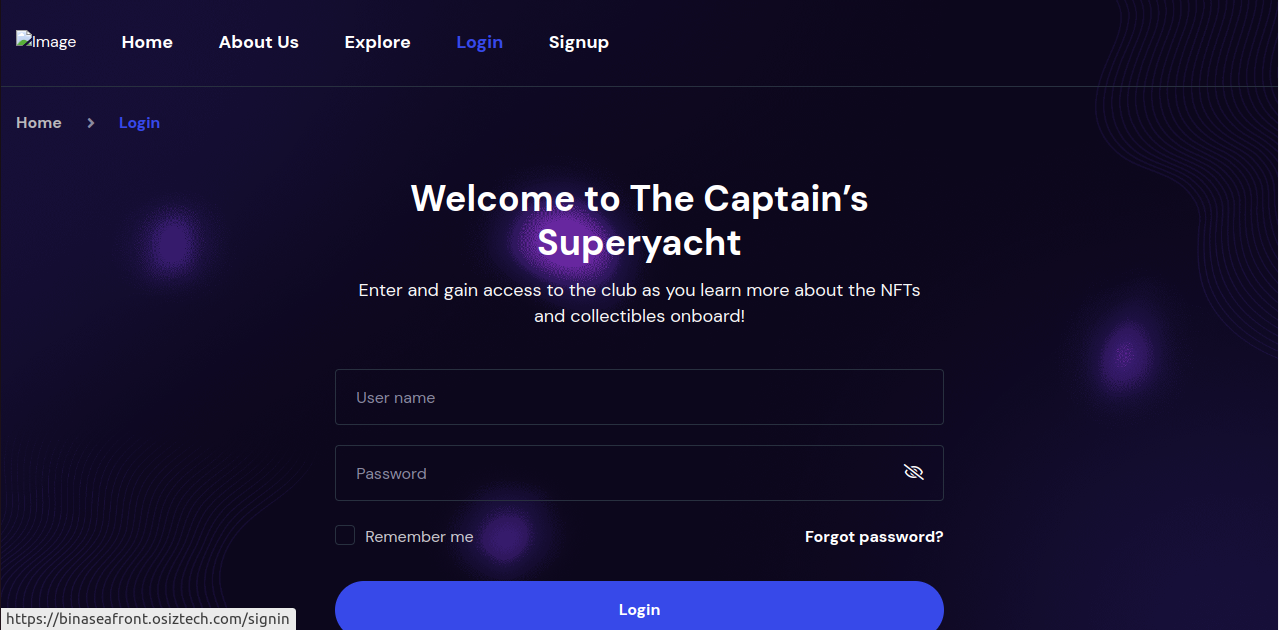 Image
Home
About Us
Explore
Login
Signup
Home
Login
Welcome to The Captain’s
Superyacht
Enter and gain access to the club as you learn more about the NFTs
and collectibles onboard!
User name
Password
Remember me
Forgot password?
Login
https://binaseafront.osiztech.com/signin